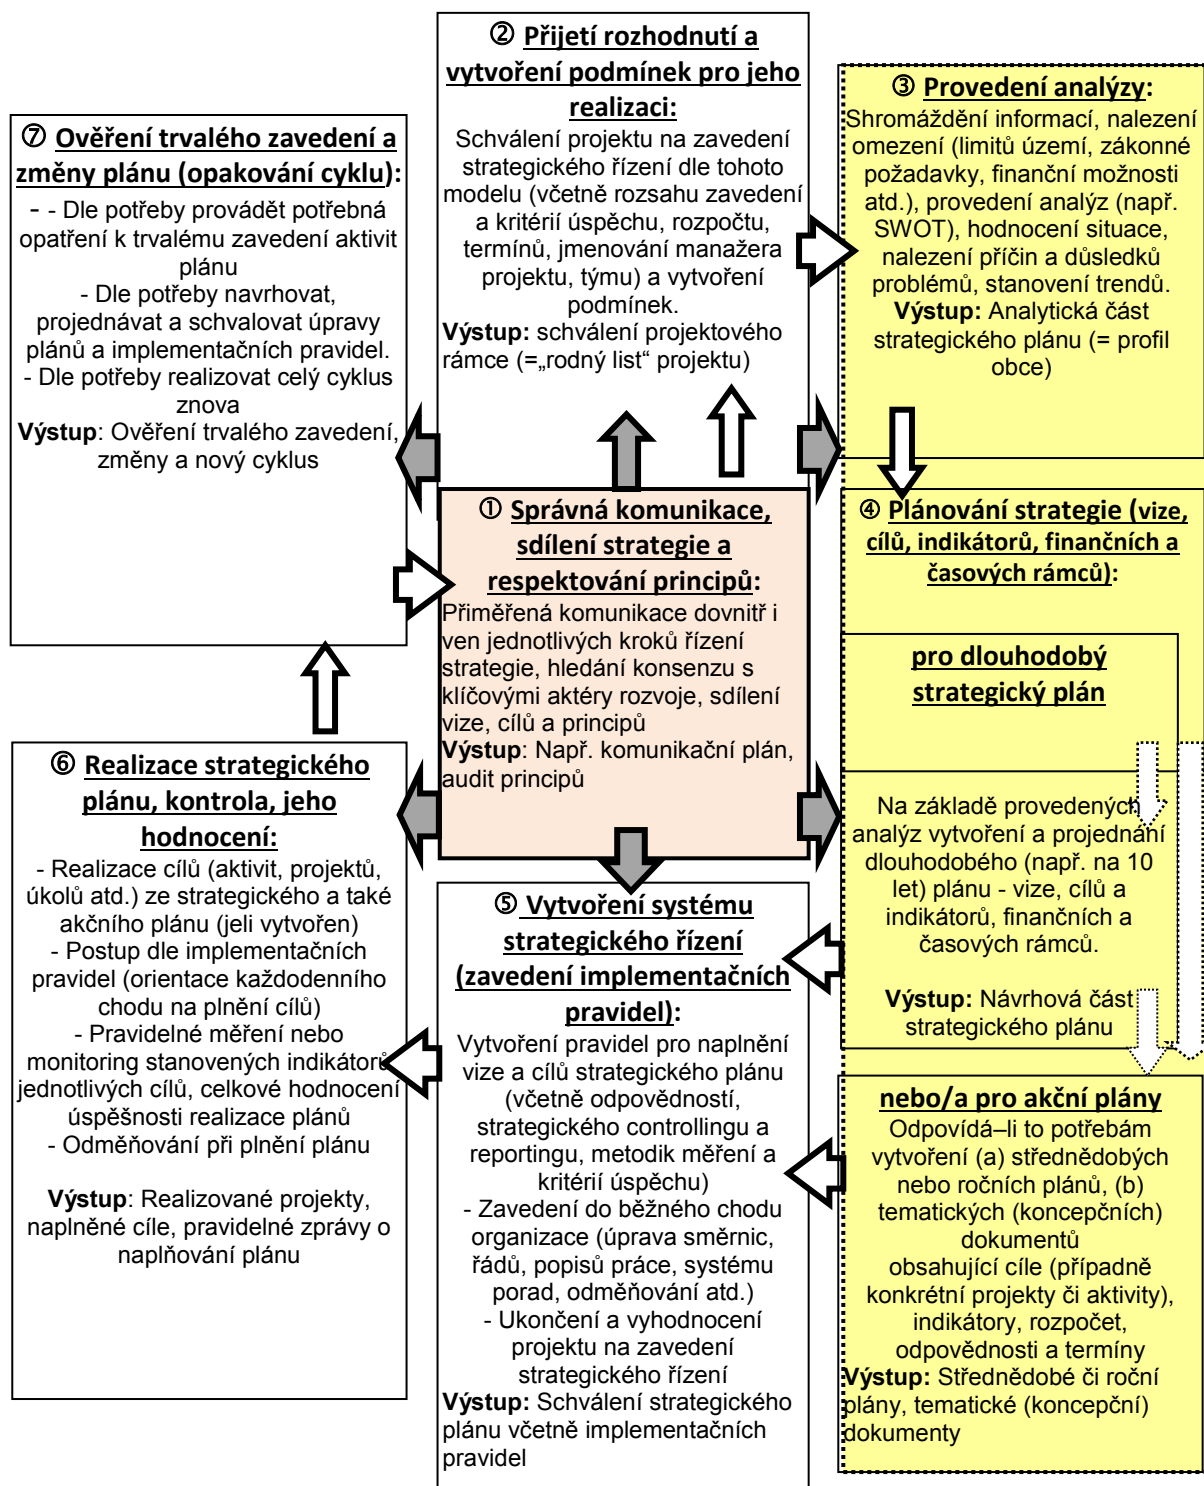 ② Přijetí rozhodnutí a
vytvoření podmínek pro jeho
realizaci:
Schválení projektu na zavedení
strategického řízení dle tohoto
modelu (včetně rozsahu zavedení
a kritérií úspěchu, rozpočtu,
termínů, jmenování manažera
projektu, týmu) a vytvoření
podmínek.
Výstup: schválení projektového
rámce (=„rodný list“ projektu)
③ Provedení analýzy:
Shromáždění informací, nalezení
omezení (limitů území, zákonné
požadavky, finanční možnosti
atd.), provedení analýz (např.
SWOT), hodnocení situace,
nalezení příčin a důsledků
problémů, stanovení trendů.
Výstup: Analytická část
strategického plánu (= profil
obce)
⑦ Ověření trvalého zavedení a
změny plánu (opakování cyklu):
- - Dle potřeby provádět potřebná
opatření k trvalému zavedení aktivit
plánu
- Dle potřeby navrhovat,
projednávat a schvalovat úpravy
plánů a implementačních pravidel.
- Dle potřeby realizovat celý cyklus
znova
Výstup: Ověření trvalého zavedení,
změny a nový cyklus
① Správná komunikace,
sdílení strategie a
respektování principů:
Přiměřená komunikace dovnitř i
ven jednotlivých kroků řízení
strategie, hledání konsenzu s
klíčovými aktéry rozvoje, sdílení
vize, cílů a principů
Výstup: Např. komunikační plán,
audit principů
④ Plánování strategie (vize,
cílů, indikátorů, finančních a
časových rámců):
pro dlouhodobý
strategický plán
Na základě provedených
analýz vytvoření a projednání
dlouhodobého (např. na 10
let) plánu - vize, cílů a
indikátorů, finančních a
časových rámců.
Výstup: Návrhová část
strategického plánu
nebo/a pro akční plány
Odpovídá–li to potřebám
vytvoření (a) střednědobých
nebo ročních plánů, (b)
tematických (koncepčních)
dokumentů
obsahující cíle (případně
konkrétní projekty či aktivity),
indikátory, rozpočet,
odpovědnosti a termíny
Výstup: Střednědobé či roční
plány, tematické (koncepční)
dokumenty
⑥ Realizace strategického
plánu, kontrola, jeho
hodnocení:
- Realizace cílů (aktivit, projektů,
úkolů atd.) ze strategického a také
akčního plánu (jeli vytvořen)
- Postup dle implementačních
pravidel (orientace každodenního
chodu na plnění cílů)
- Pravidelné měření nebo
monitoring stanovených indikátorů
jednotlivých cílů, celkové hodnocení
úspěšnosti realizace plánů
- Odměňování při plnění plánu
Výstup: Realizované projekty,
naplněné cíle, pravidelné zprávy o
naplňování plánu
⑤ Vytvoření systému
strategického řízení
(zavedení implementačních
pravidel):
Vytvoření pravidel pro naplnění
vize a cílů strategického plánu
(včetně odpovědností,
strategického controllingu a
reportingu, metodik měření a
kritérií úspěchu)
- Zavedení do běžného chodu
organizace (úprava směrnic,
řádů, popisů práce, systému
porad, odměňování atd.)
- Ukončení a vyhodnocení
projektu na zavedení
strategického řízení
Výstup: Schválení strategického
plánu včetně implementačních
pravidel